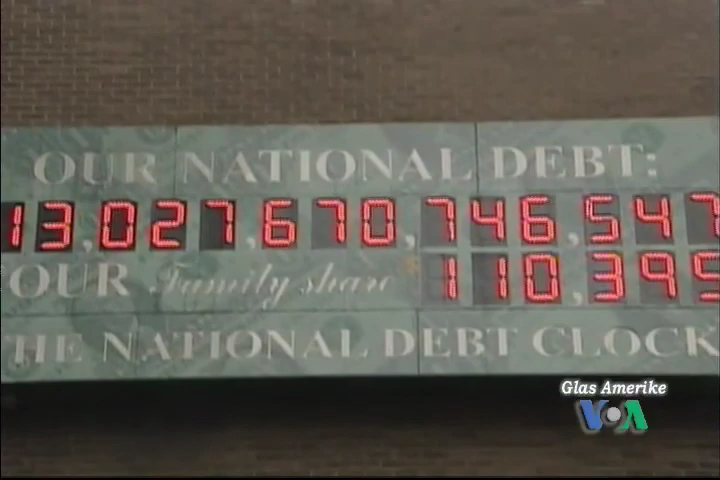 OUR NATIONAL DEBT:
13,027,670,746,547
OUR Family share 110,395
HE NATIONAL DEBT CLOCK
Glas Amerike
VOA